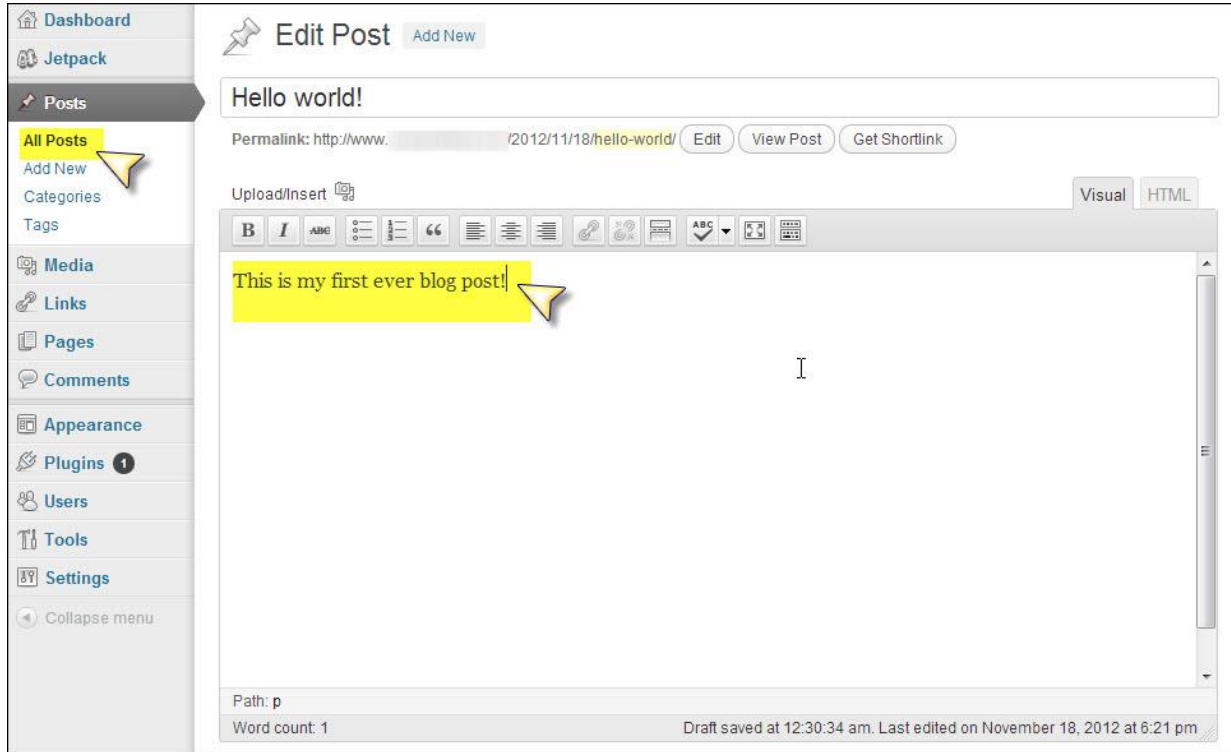 Dashboard
Jetpack
Posts
All Posts
Add New
Categories
Tags
Media
Links
Pages
Comments
Appearance
Plugins 1
Users
Tools
Settings
Collapse menu
Edit Post Add New
Hello world!
Permalink: http://www. /2012/11/18/hello-world/ Edit View Post Get Shortlink
Upload/Insert Visual HTML
B I ABC ABC
This is my first ever blog post!
Path: p
Word count: 1 Draft saved at 12:30:34 am. Last edited on November 18, 2012 at 6:21 pm